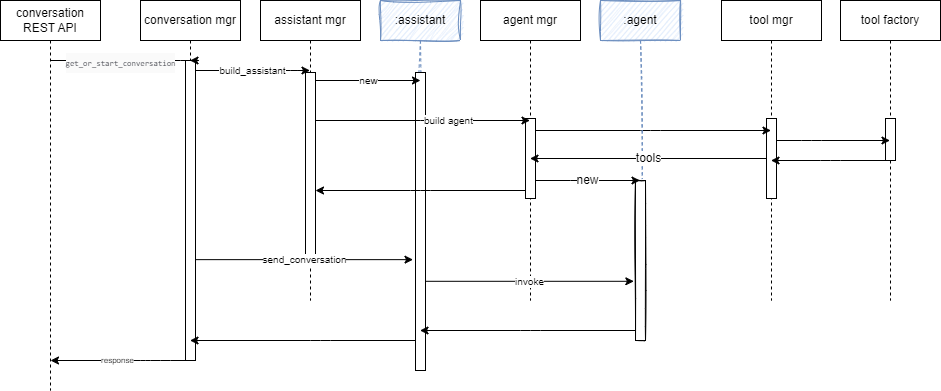 conversation
REST API
conversation mgr
assistant mgr
:assistant
agent mgr
:agent
tool mgr
tool factory
get_or_start_conversation
build_assistant
new
build agent
tools
new
send_conversation
invoke
response